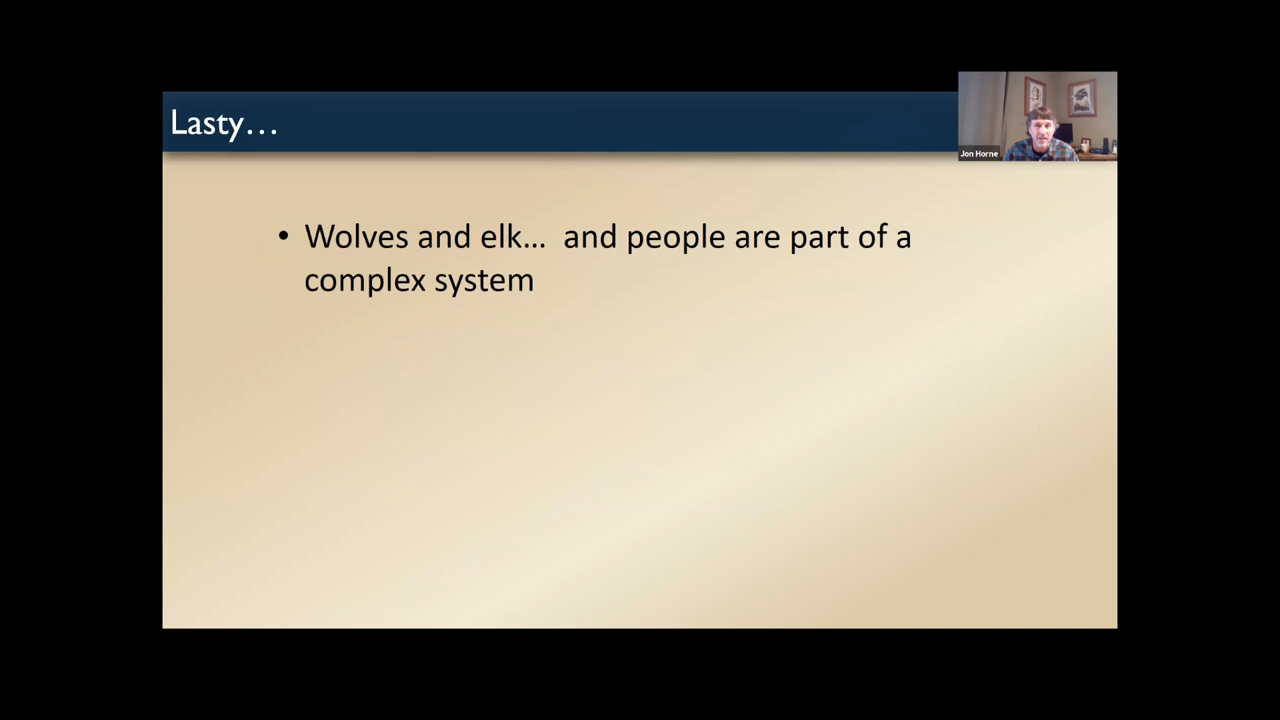 Lasty...
Jon Horne
• Wolves and elk... and people are part of a
complex system